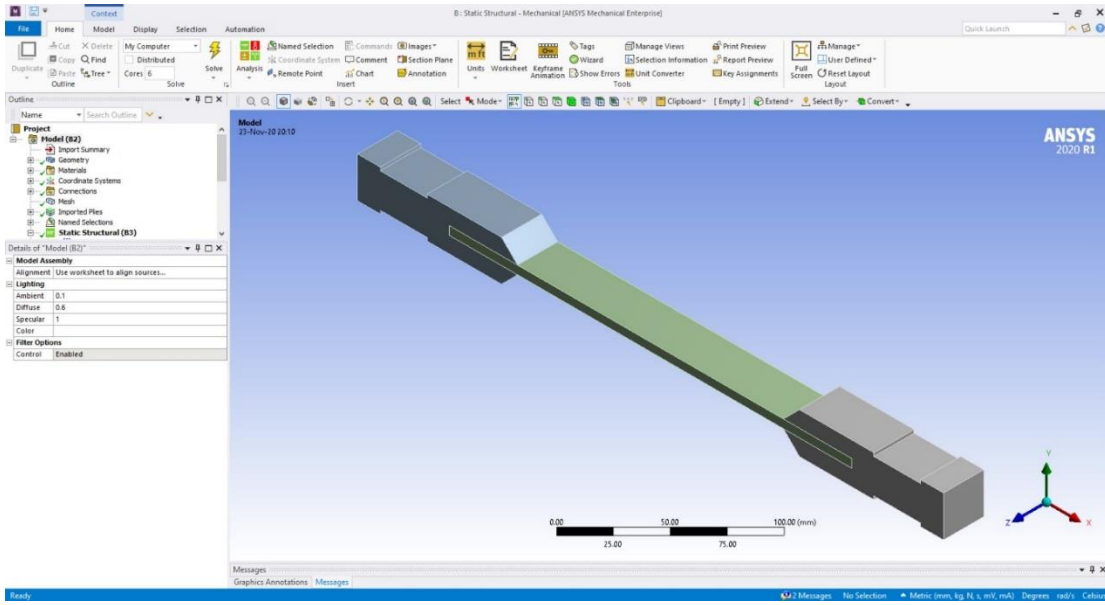 Context
B : Static Structural - Mechanical [ANSYS Mechanical Enterprise]
File Home Model Display Selection Automation
Quick Launch
Duplicate
Cut
Copy
Paste
Delete
Find
Tree
Outline
My Computer
Distributed
Cores 6
Solve
Solve
Analysis
Named Selection
Coordinate System
Remote Point
Commands
Comment
Chart
Images
Section Plane
Annotation
Insert
Units
Worksheet
Keyframe Animation
Tags
Wizard
Show Errors
Manage Views
Selection Information
Unit Converter
Print Preview
Report Preview
Key Assignments
Tools
Full Screen
Manage
User Defined
Reset Layout
Layout
Outline
Name
Search Outline
Select Mode Clipboard [ Empty ] Extend Select By Convert
Project
Model (B2)
Import Summary
Geometry
Materials
Coordinate Systems
Connections
Mesh
Imported Plies
Named Selections
Static Structural (B3)
Details of "Model (B2)"
Model Assembly
Alignment Use worksheet to align sources...
Lighting
Ambient 0.1
Diffuse 0.6
Specular 1
Color
Filter Options
Control Enabled
Model
23-Nov-20 20:10
ANSYS
2020 R1
0.00 50.00 100.00 (mm)
25.00 75.00
Y
Z X
Messages
Graphics Annotations Messages
Ready
2 Messages No Selection Metric (mm, kg, N, s, mV, mA) Degrees rad/s Celsius